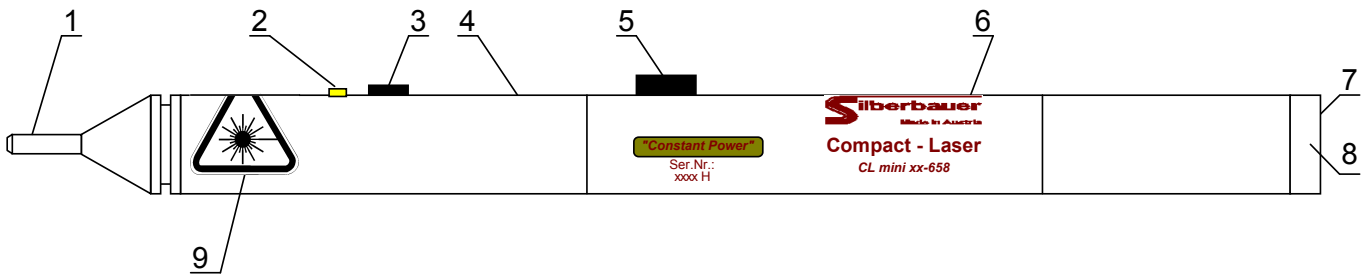 1
2
3
4
5
6
7
8
9
Silberbauer
Made in Austria
"Constant Power"
Compact - Laser
Ser.Nr.:
xxxx H
CL mini xx-658